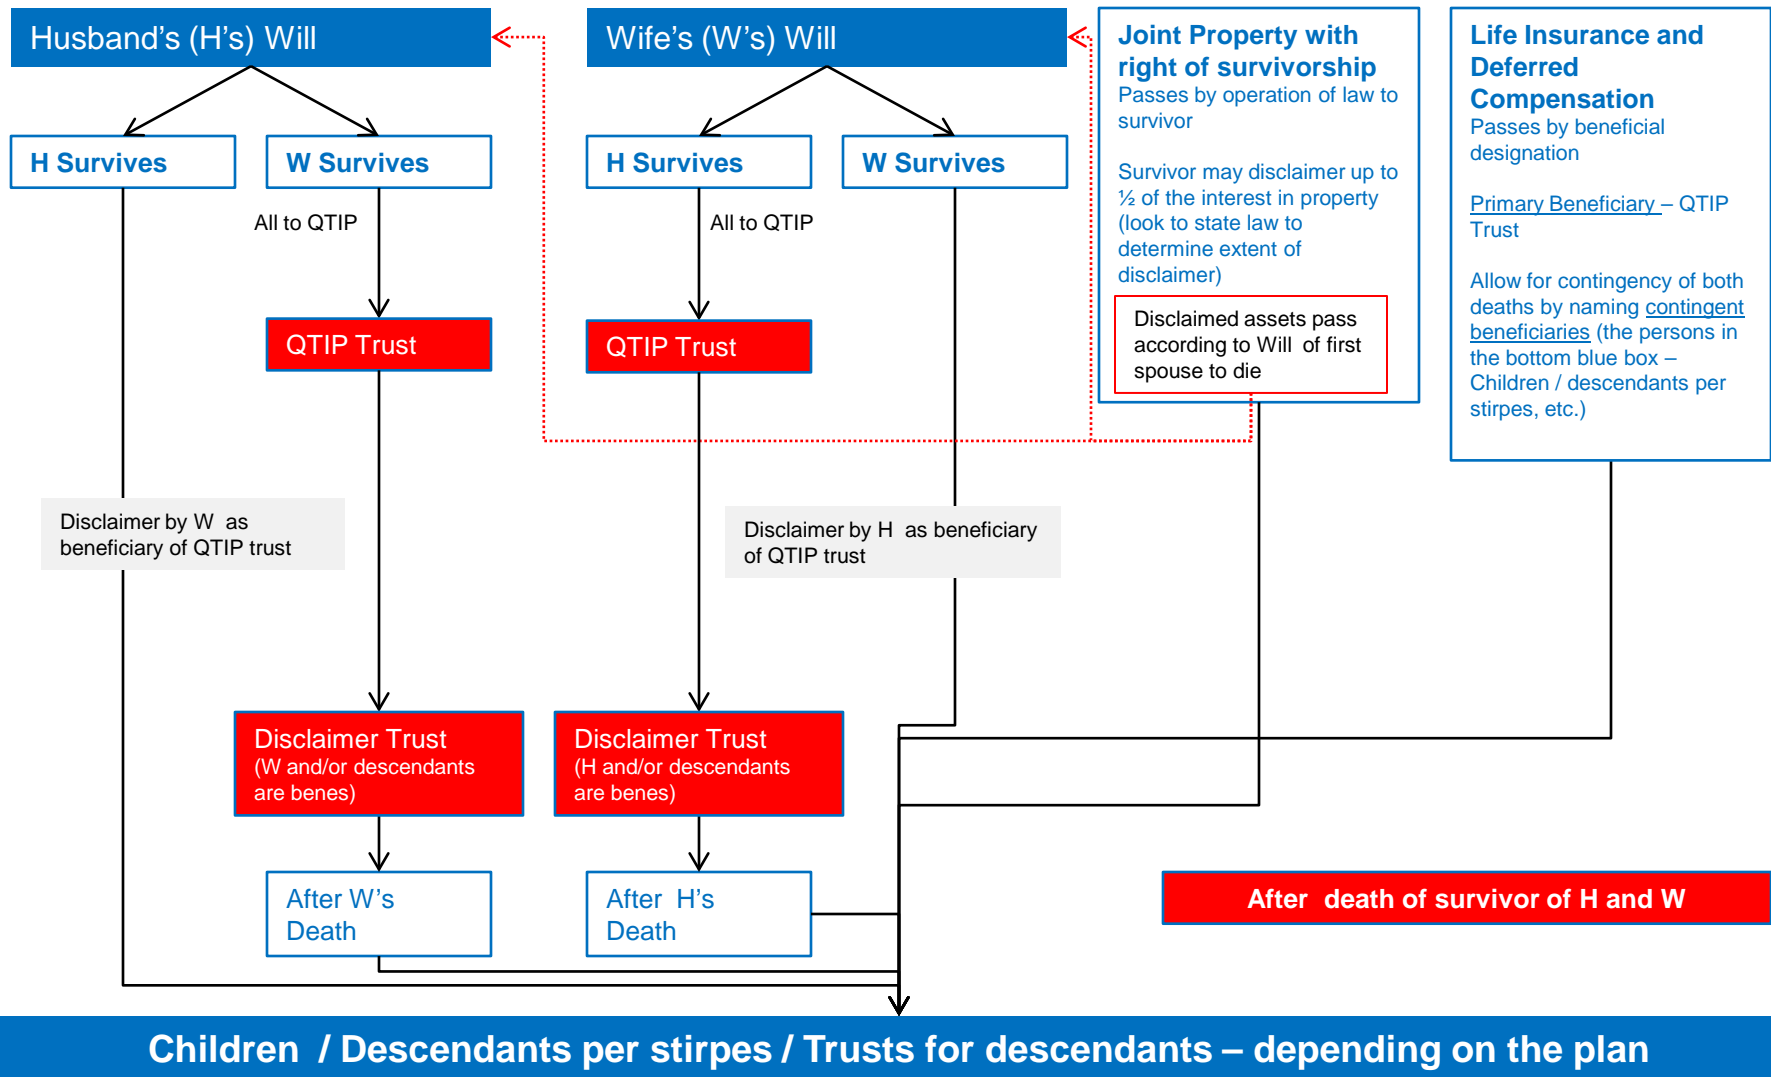 Husband's (H's) Will
Wife's (W's) Will
H Survives
W Survives
H Survives
W Survives
All to QTIP
All to QTIP
QTIP Trust
QTIP Trust
Disclaimer by W  as
beneficiary of QTIP trust
Disclaimer by H  as beneficiary
of QTIP trust
Disclaimer Trust
(W and/or descendants
are benes)
Disclaimer Trust
(H and/or descendants
are benes)
After W's
Death
After  H's
Death
Joint Property with
right of survivorship
Passes by operation of law to
survivor
Survivor may disclaimer up to
½ of the interest in property
(look to state law to
determine extent of
disclaimer)
Disclaimed assets pass
according to Will  of first
spouse to die
Life Insurance and
Deferred
Compensation
Passes by beneficial
designation
Primary Beneficiary – QTIP
Trust
Allow for contingency of both
deaths by naming contingent
beneficiaries (the persons in
the bottom blue box –
Children / descendants per
stirpes, etc.)
After  death of survivor of H and W
Children  / Descendants per stirpes / Trusts for descendants – depending on the plan